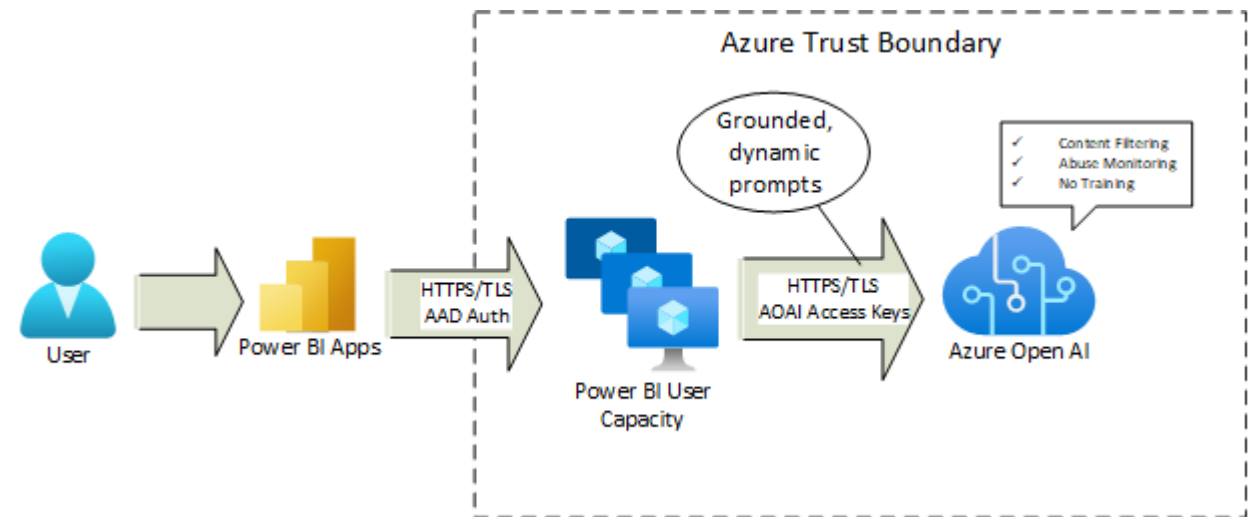 Azure Trust Boundary
Grounded,
dynamic
prompts
✓ Content Filtering
✓ Abuse Monitoring
✓ No Training
HTTPS/TLS
AAD Auth
HTTPS/TLS
AOAI Access Keys
User
Power BI Apps
Power BI User
Capacity
Azure Open AI